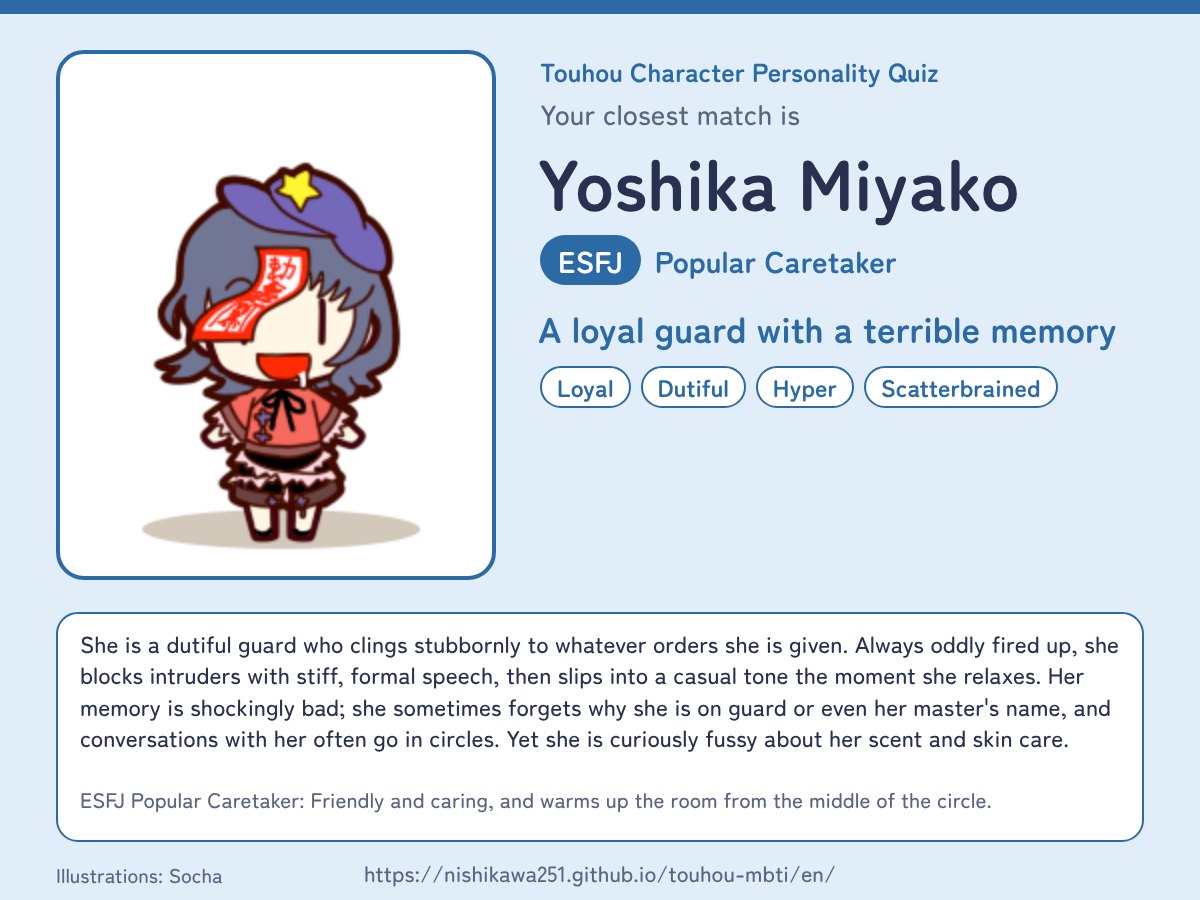 Touhou Character Personality Quiz
Your closest match is
Yoshika Miyako
ESFJ Popular Caretaker
A loyal guard with a terrible memory
Loyal Dutiful Hyper Scatterbrained
She is a dutiful guard who clings stubbornly to whatever orders she is given. Always oddly fired up, she
blocks intruders with stiff, formal speech, then slips into a casual tone the moment she relaxes. Her
memory is shockingly bad; she sometimes forgets why she is on guard or even her master's name, and
conversations with her often go in circles. Yet she is curiously fussy about her scent and skin care.
ESFJ Popular Caretaker: Friendly and caring, and warms up the room from the middle of the circle.
Illustrations: Socha
https://nishikawa251.github.io/touhou-mbti/en/